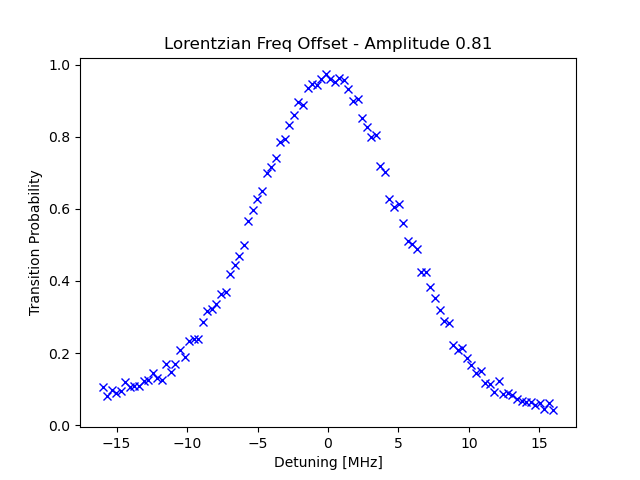 Lorentzian Freq Offset - Amplitude 0.81
1.0
0.8
0.6
0.4
0.2
0.0
Transition Probability
−15 −10 −5 0 5 10 15
Detuning [MHz]